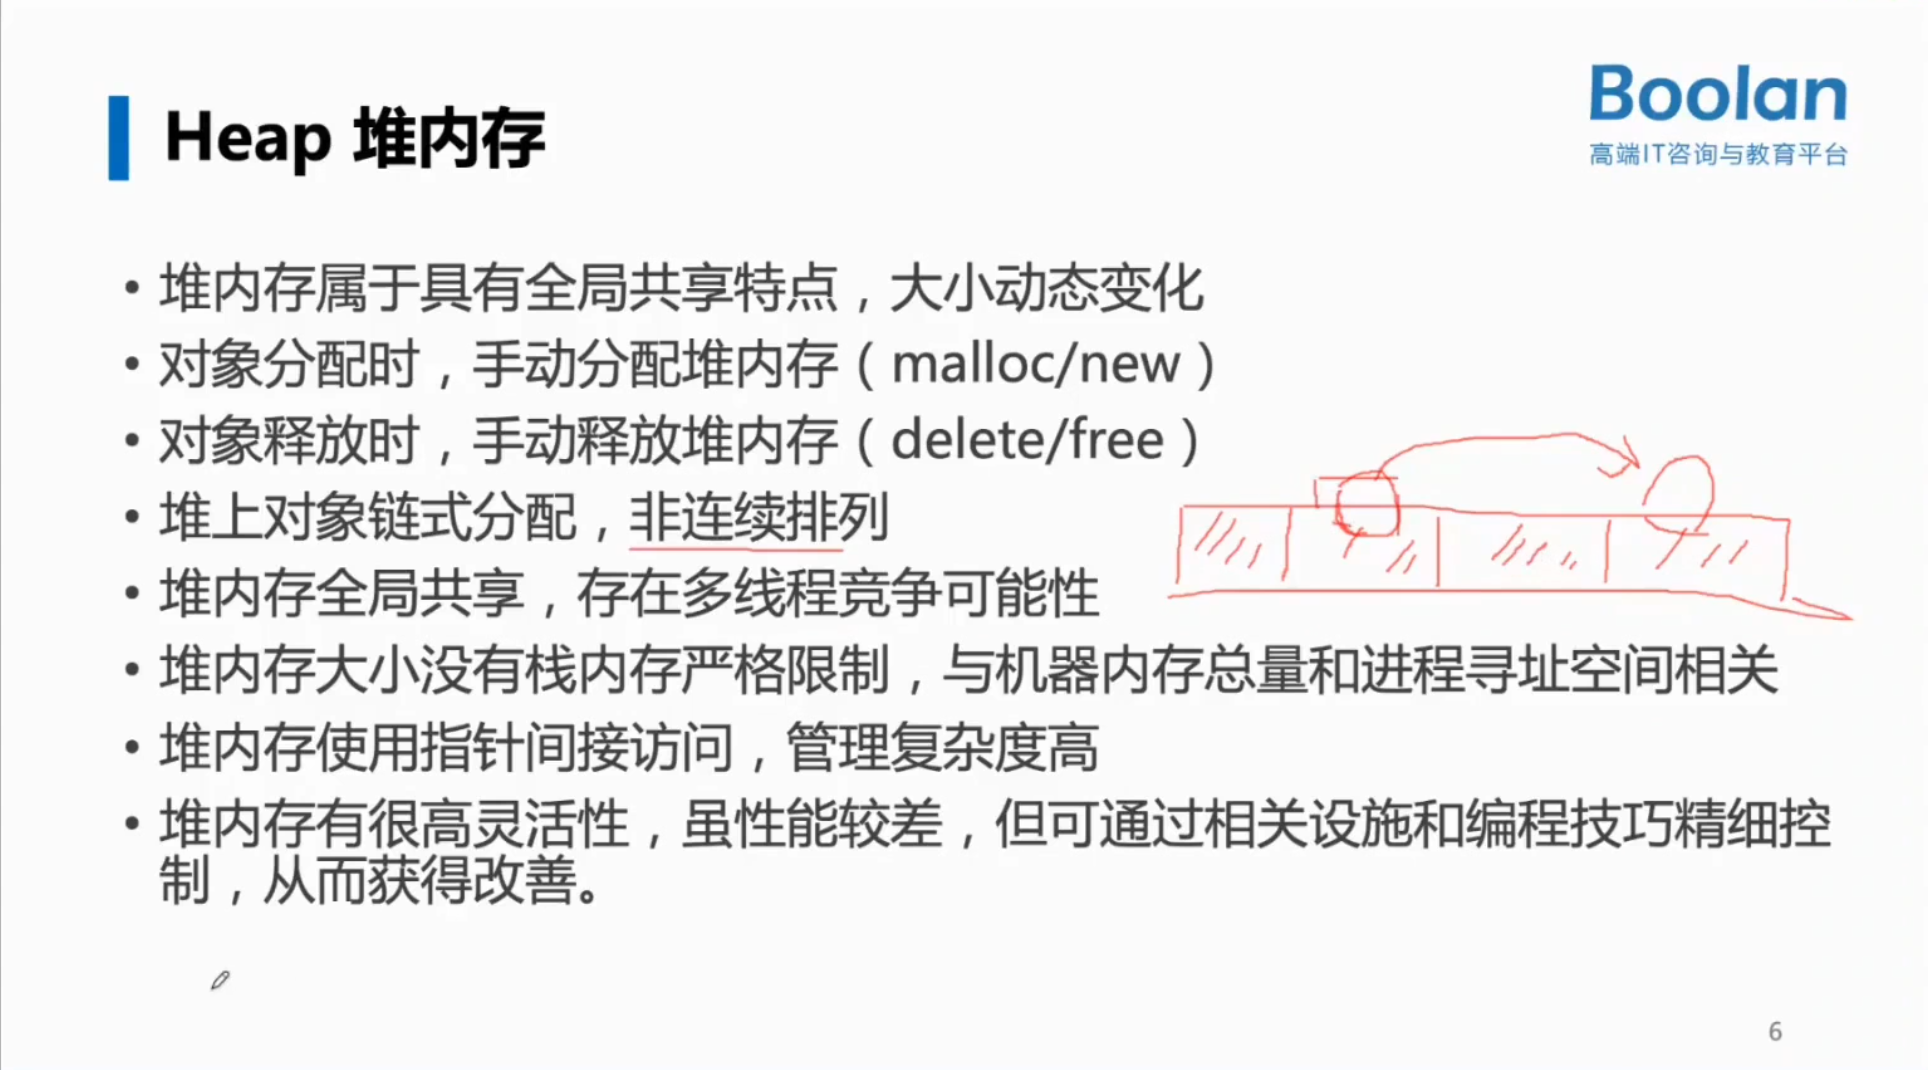 Boolan
高端IT咨询与教育平台
Heap 堆内存
• 堆内存属于具有全局共享特点，大小动态变化
• 对象分配时，手动分配堆内存（malloc/new）
• 对象释放时，手动释放堆内存（delete/free）
• 堆上对象链式分配，非连续排列
• 堆内存全局共享，存在多线程竞争可能性
• 堆内存大小没有栈内存严格限制，与机器内存总量和进程寻址空间相关
• 堆内存使用指针间接访问，管理复杂度高
• 堆内存有很高灵活性，虽性能较差，但可通过相关设施和编程技巧精细控
制，从而获得改善。
6